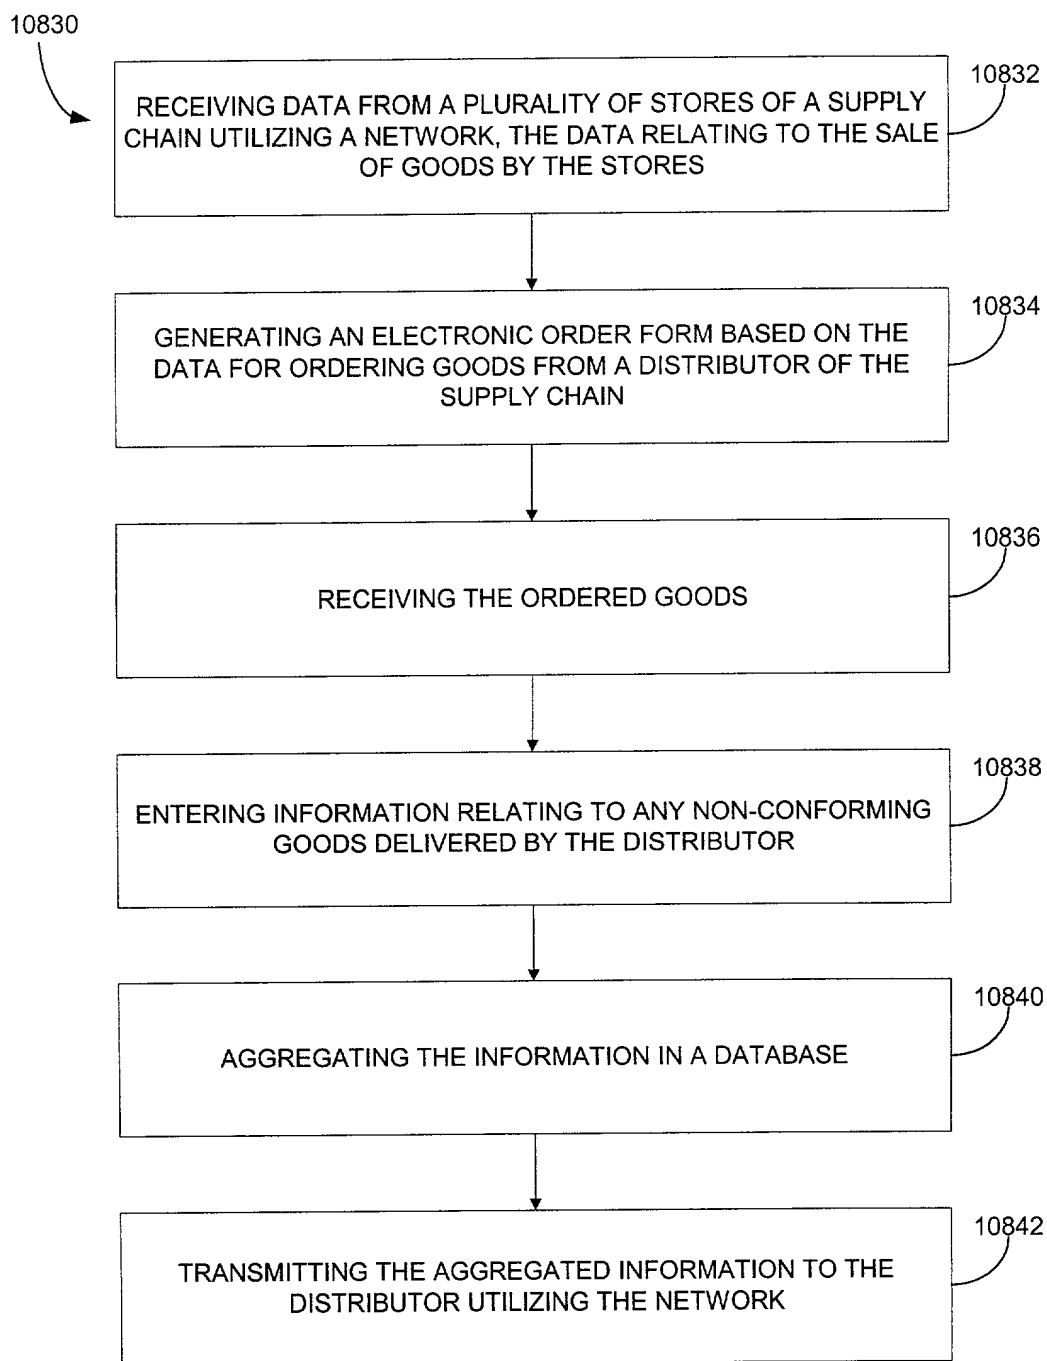 10830
10832
RECEIVING DATA FROM A PLURALITY OF STORES OF A SUPPLY
CHAIN UTILIZING A NETWORK, THE DATA RELATING TO THE SALE
OF GOODS BY THE STORES
10834
GENERATING AN ELECTRONIC ORDER FORM BASED ON THE
DATA FOR ORDERING GOODS FROM A DISTRIBUTOR OF THE
SUPPLY CHAIN
10836
RECEIVING THE ORDERED GOODS
10838
ENTERING INFORMATION RELATING TO ANY NON-CONFORMING
GOODS DELIVERED BY THE DISTRIBUTOR
10840
AGGREGATING THE INFORMATION IN A DATABASE
10842
TRANSMITTING THE AGGREGATED INFORMATION TO THE
DISTRIBUTOR UTILIZING THE NETWORK